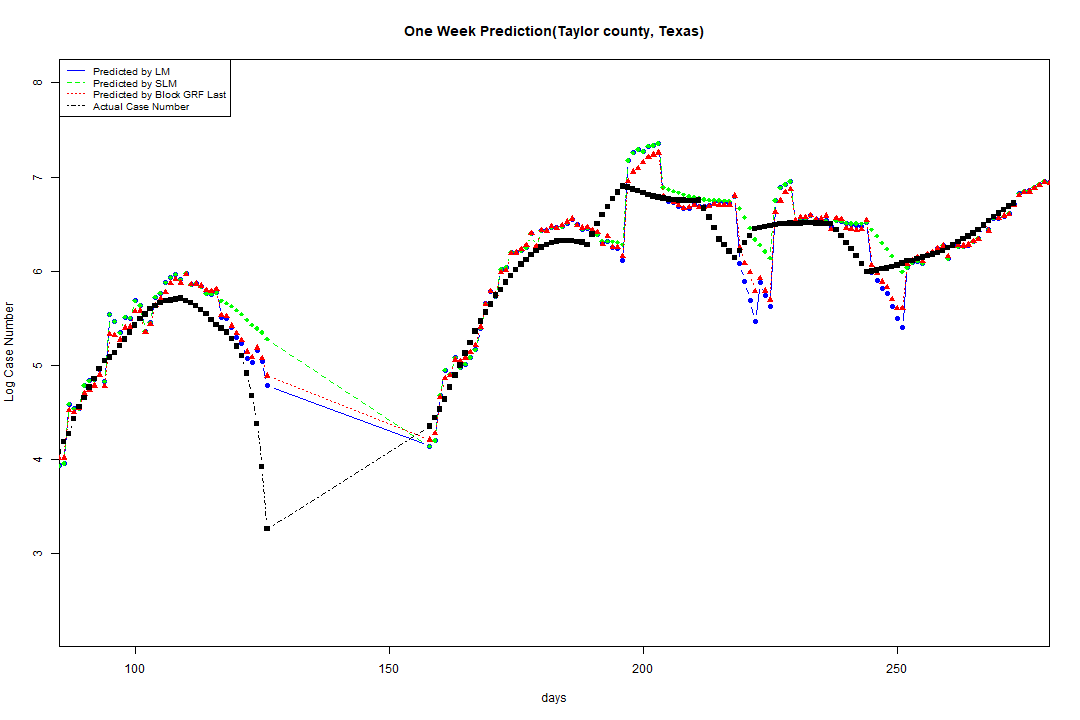 One Week Prediction(Taylor county, Texas)
Predicted by LM
Predicted by SLM
Predicted by Block GRF Last
Actual Case Number
8
7
6
5
4
3
Log Case Number
100 150 200 250
days